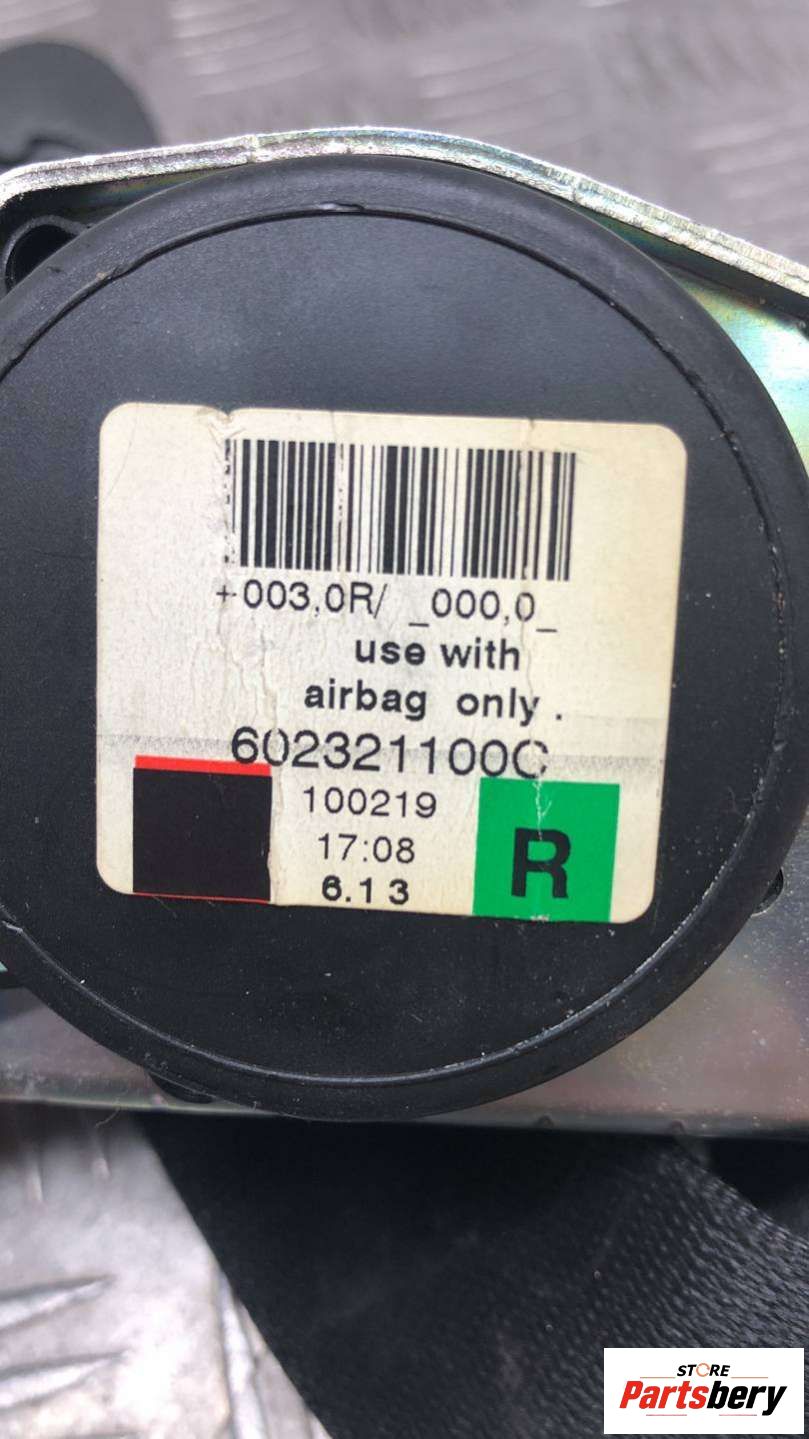 +003,0R/ _000,0_
use with
airbag only .
602321100C
100219
17:08
6.13
R
STORE
Partsbery